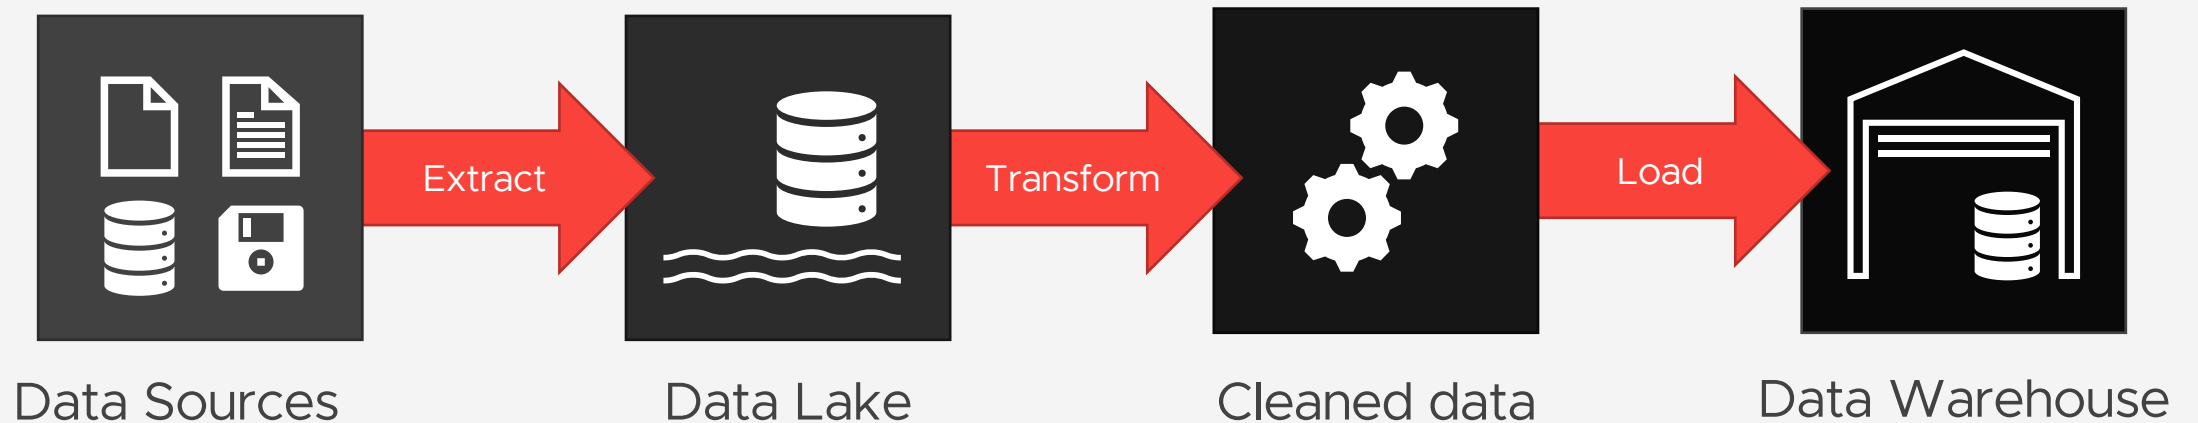 Extract
Transform
Load
Data Sources
Data Lake
Cleaned data
Data Warehouse